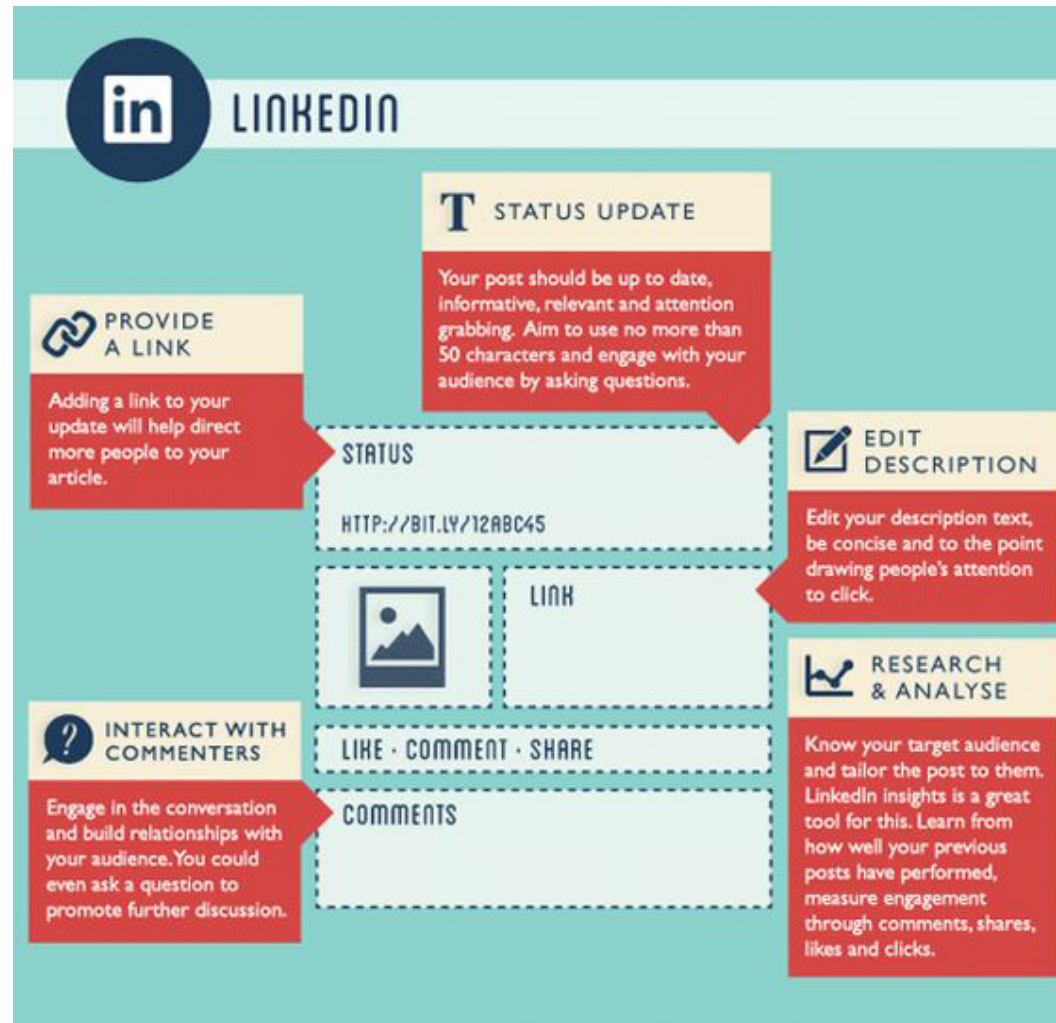 in
LINKEDIN
T STATUS UPDATE
Your post should be up to date,
informative, relevant and attention
grabbing. Aim to use no more than
50 characters and engage with your
audience by asking questions.
PROVIDE
A LINK
Adding a link to your
update will help direct
more people to your
article.
STATUS
HTTP://BIT.LY/12ABC45
EDIT
DESCRIPTION
Edit your description text,
be concise and to the point
drawing people's attention
to click.
LINK
RESEARCH
& ANALYSE
Know your target audience
and tailor the post to them.
LinkedIn insights is a great
tool for this. Learn from
how well your previous
posts have performed,
measure engagement
through comments, shares,
likes and clicks.
?
INTERACT WITH
COMMENTERS
Engage in the conversation
and build relationships with
your audience. You could
even ask a question to
promote further discussion.
LIKE · COMMENT · SHARE
COMMENTS